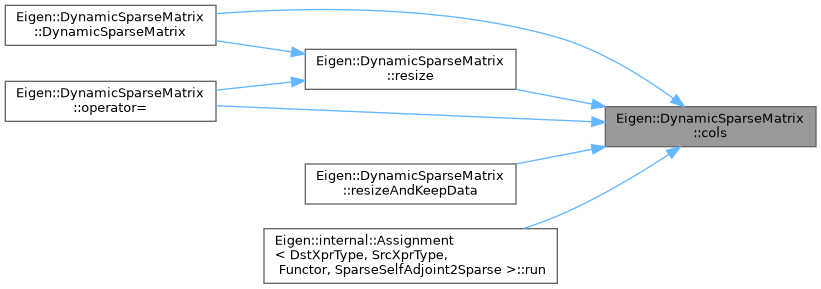 Eigen::DynamicSparseMatrix
::DynamicSparseMatrix
Eigen::DynamicSparseMatrix
::resize
Eigen::DynamicSparseMatrix
::operator=
Eigen::DynamicSparseMatrix
::cols
Eigen::DynamicSparseMatrix
::resizeAndKeepData
Eigen::internal::Assignment
< DstXprType, SrcXprType,
Functor, SparseSelfAdjoint2Sparse >::run